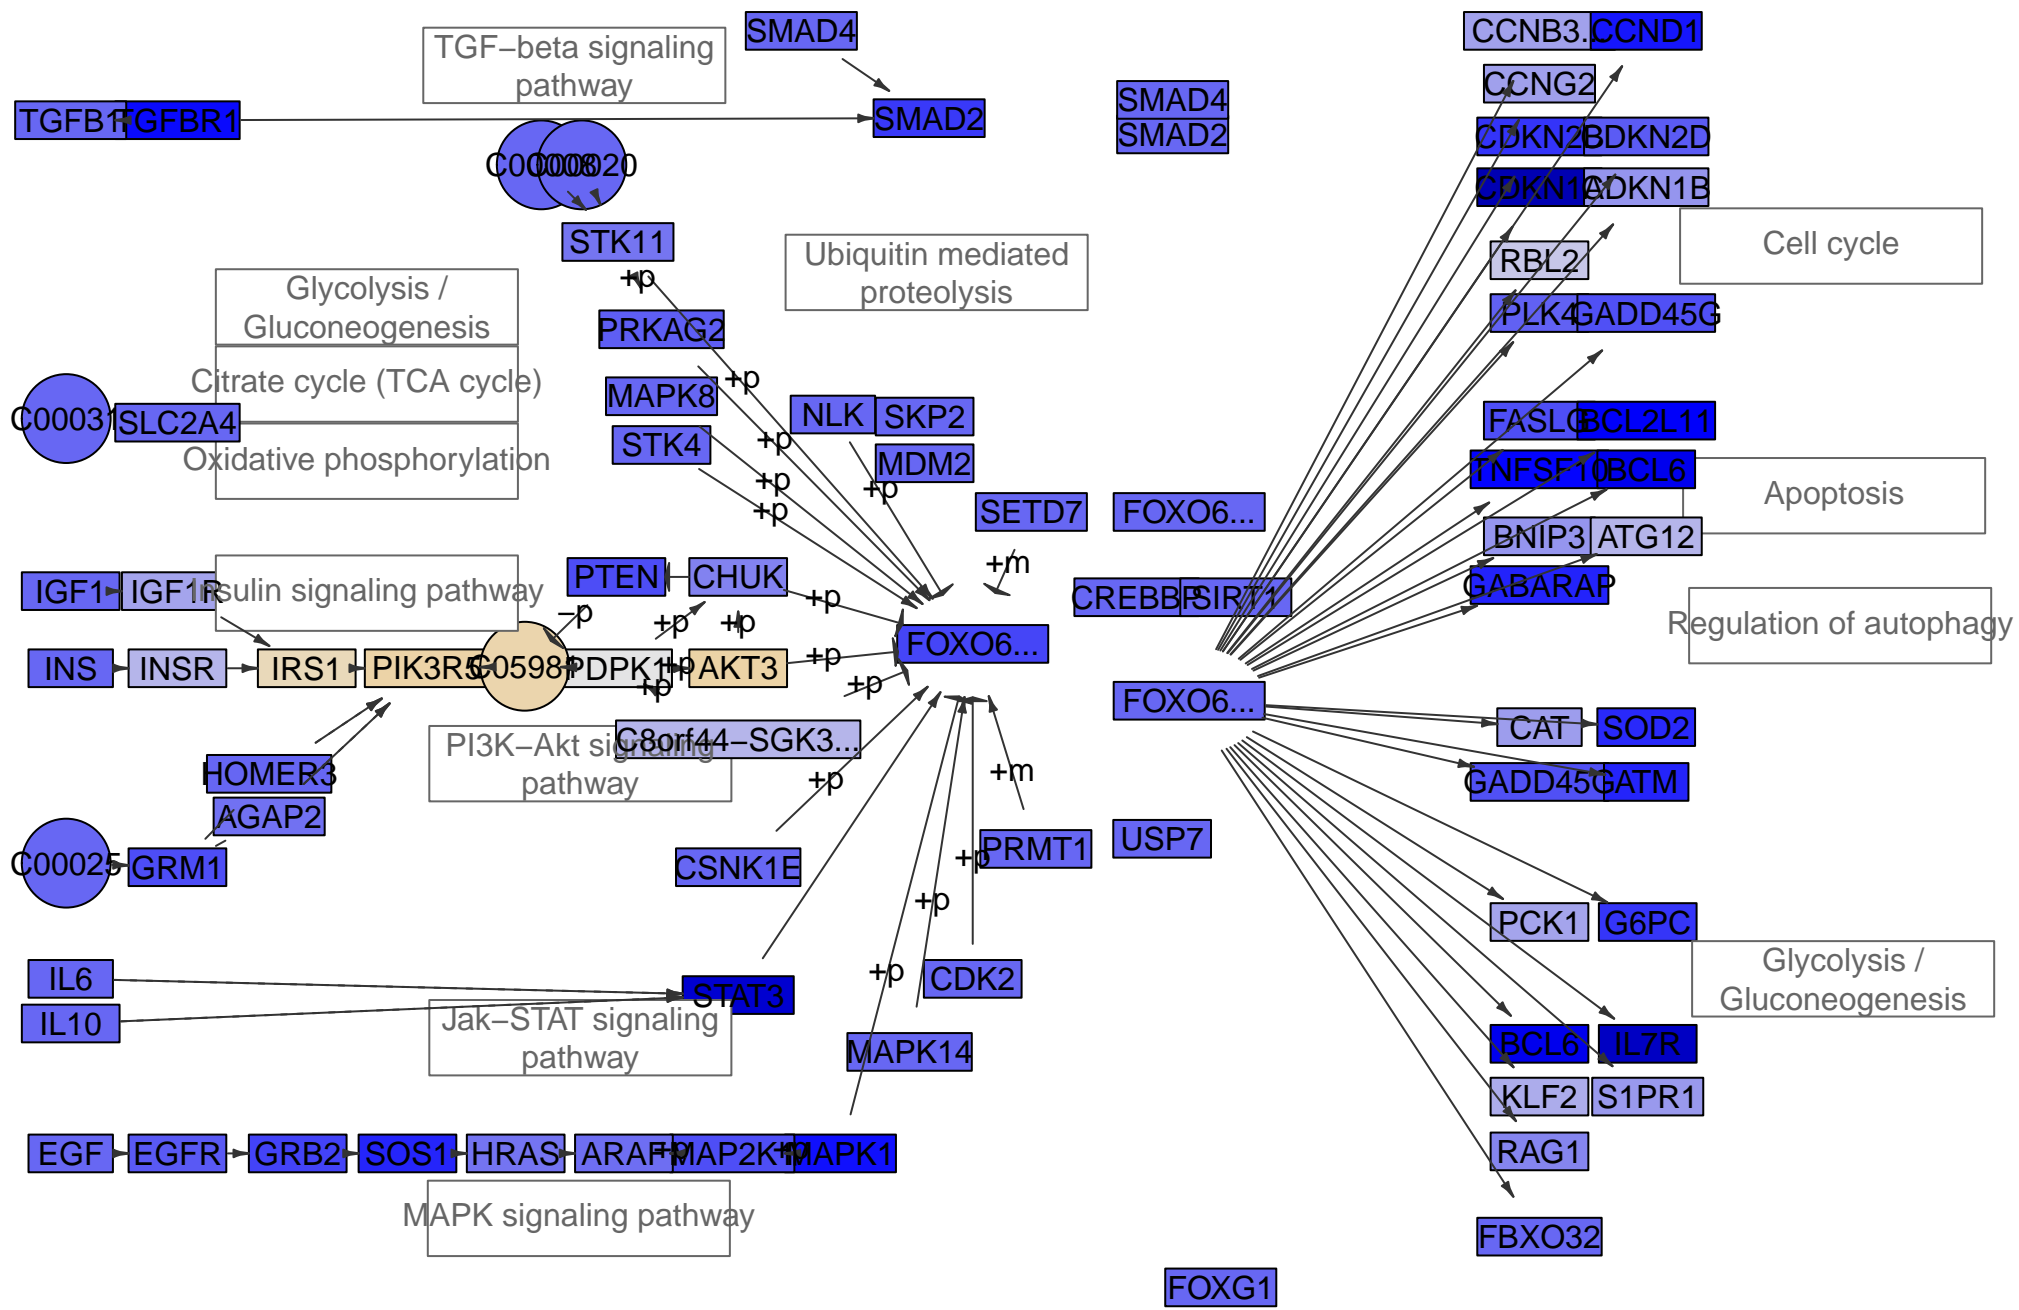 SMAD4
CCNB3...
CCND1
TGF−beta signaling
pathway
CCNG2
SMAD4
TGFB1
TGFBR1
SMAD2
SMAD2
CDKN2B
CDKN2D
C00020
CDKN1A
CDKN1B
STK11
Ubiquitin mediated
proteolysis
Cell cycle
RBL2
+p
Glycolysis /
Gluconeogenesis
PRKAG2
PLK4
GADD45G
Citrate cycle (TCA cycle)
+p
MAPK8
NLK
SKP2
C00031
SLC2A4
FASLG
BCL2L11
STK4
+p
Oxidative phosphorylation
MDM2
TNFSF10
BCL6
+p
+p
Apoptosis
+p
SETD7
FOXO6...
BNIP3
ATG12
+m
IGF1
IGF1R
Insulin signaling pathway
PTEN
CHUK
GABARAP
+p
CREBBP
SIRT1
−p
+p
+p
Regulation of autophagy
FOXO6...
INS
INSR
IRS1
PIK3R5
C05981
PDPK1
+p
AKT3
+p
+p
+p
FOXO6...
CAT
SOD2
C8orf44−SGK3...
PI3K−Akt signaling
pathway
HOMER3
+p
+m
GADD45G
ATM
AGAP2
USP7
PRMT1
C00025
GRM1
CSNK1E
+p
+p
PCK1
G6PC
IL6
+p
CDK2
Glycolysis /
Gluconeogenesis
STAT3
IL10
Jak−STAT signaling
pathway
MAPK14
BCL6
IL7R
KLF2
S1PR1
EGF
EGFR
GRB2
SOS1
HRAS
ARAF
+p
MAP2K1
+p
MAPK1
RAG1
MAPK signaling pathway
FBXO32
FOXG1